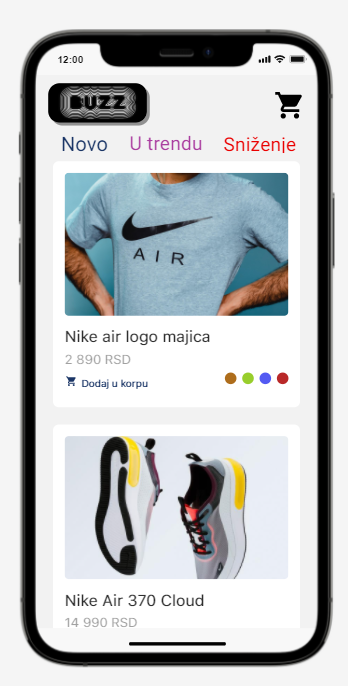 12:00
BUZZ
Novo U trendu Sniženje
AIR
Nike air logo majica
2 890 RSD
Dodaj u korpu
Nike Air 370 Cloud
14 990 RSD